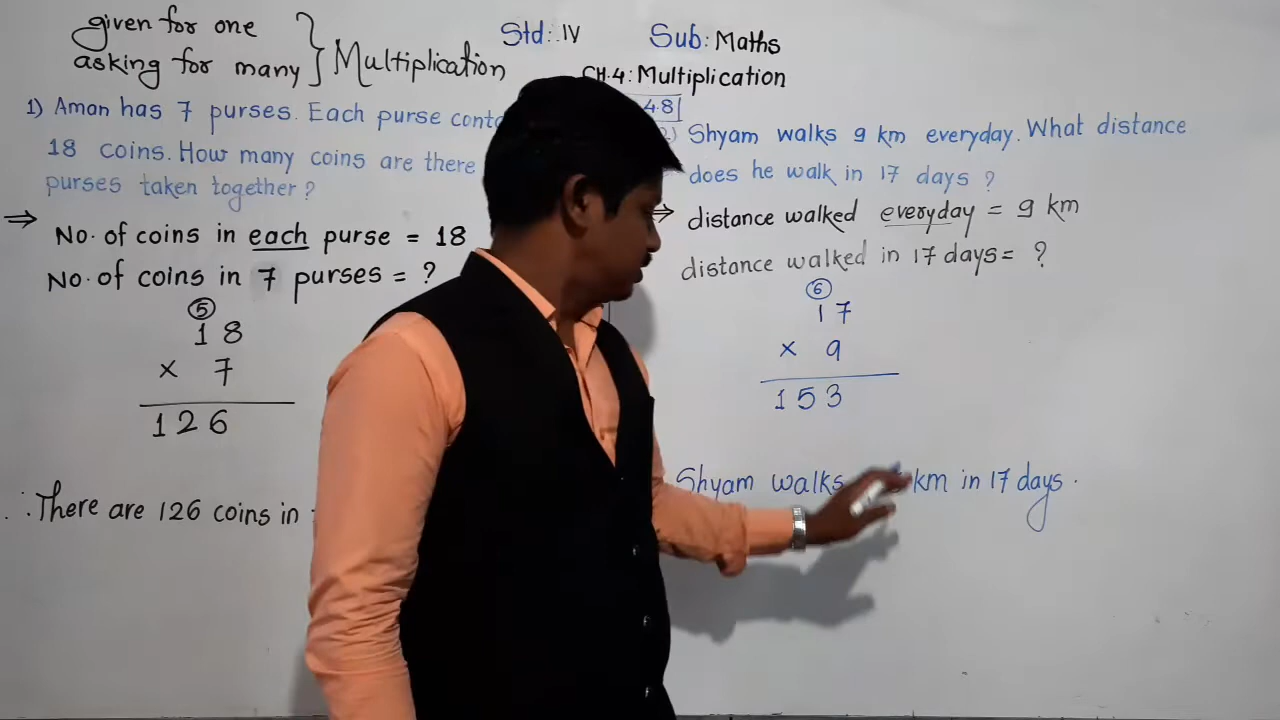 given for one
asking for many } Multiplication
Std: IV Sub: Maths
CH.4: Multiplication
4.8
1) Aman has 7 purses. Each purse
18 coins. How many coins are there
purses taken together?
⇒ No. of coins in each purse = 18
No. of coins in 7 purses = ?
5
18
× 7
126
∴ There are 126 coins in
2) Shyam walks 9 km everyday. What distance
does he walk in 17 days ?
⇒ distance walked everyday = 9 km
distance walked in 17 days = ?
6
17
× 9
153
Shyam walks km in 17 days.